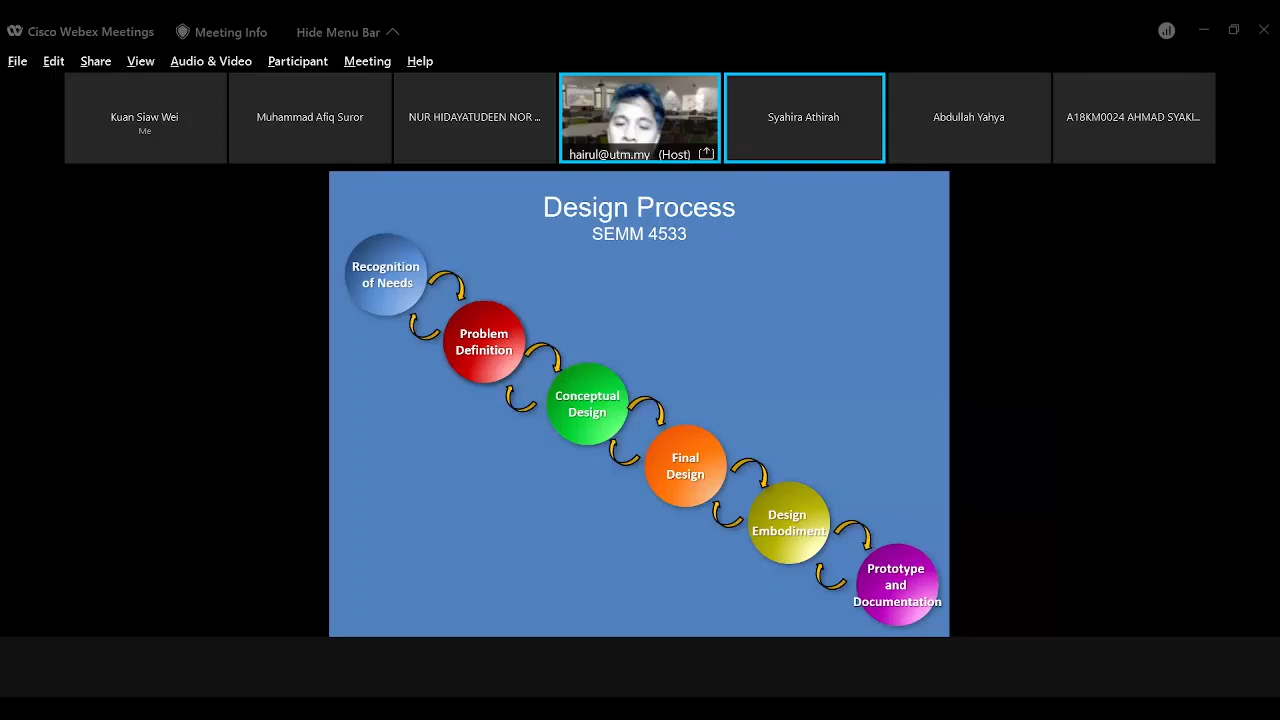 Cisco Webex Meetings Meeting Info Hide Menu Bar
File Edit Share View Audio & Video Participant Meeting Help
Kuan Siaw Wei
Me
Muhammad Afiq Suror
NUR HIDAYATUDEEN NOR ...
hairul@utm.my (Host)
Syahira Athirah
Abdullah Yahya
A18KM0024 AHMAD SYAKI...
Design Process
SEMM 4533
Recognition
of Needs
Problem
Definition
Conceptual
Design
Final
Design
Design
Embodiment
Prototype
and
Documentation